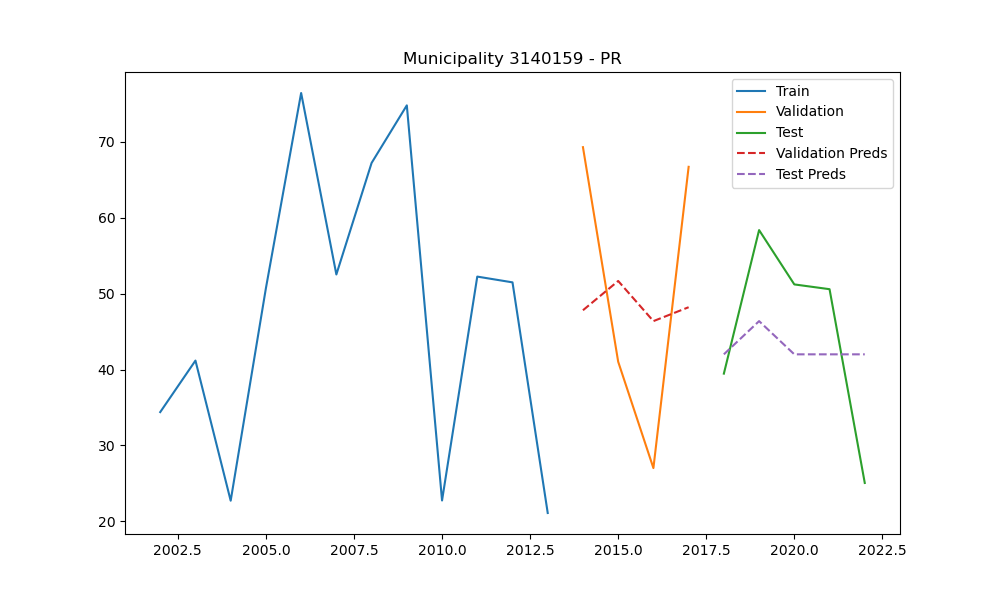 Municipality 3140159 - PR
Train
Validation
Test
Validation Preds
Test Preds
70
60
50
40
30
20
2002.5 2005.0 2007.5 2010.0 2012.5 2015.0 2017.5 2020.0 2022.5